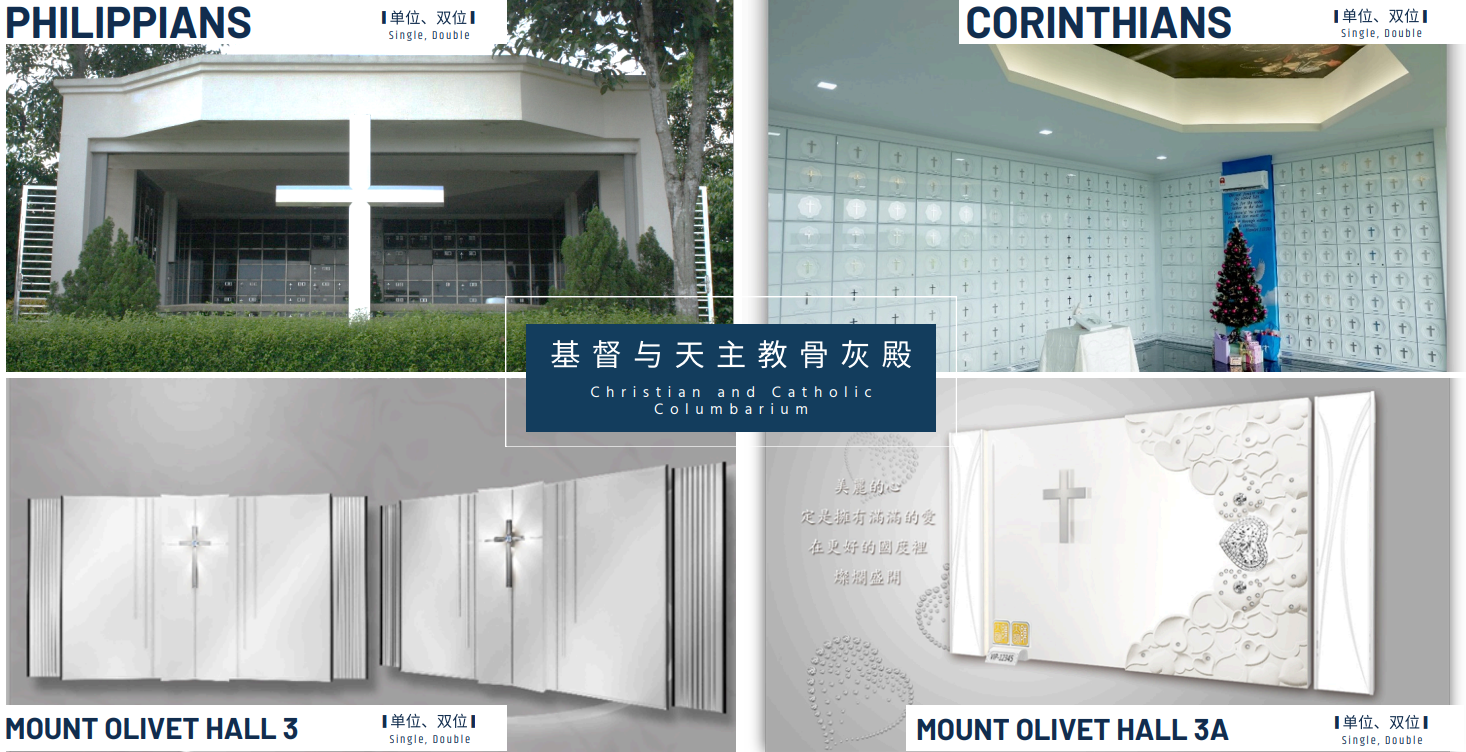 PHILIPPIANS
单位、双位
Single, Double
CORINTHIANS
单位、双位
Single, Double
基督与天主教骨灰殿
Christian and Catholic
Columbarium
美麗的心
定是擁有滿滿的愛
在更好的國度裡
燦爛盛開
VIP-12345
MOUNT OLIVET HALL 3
单位、双位
Single, Double
MOUNT OLIVET HALL 3A
单位、双位
Single, Double